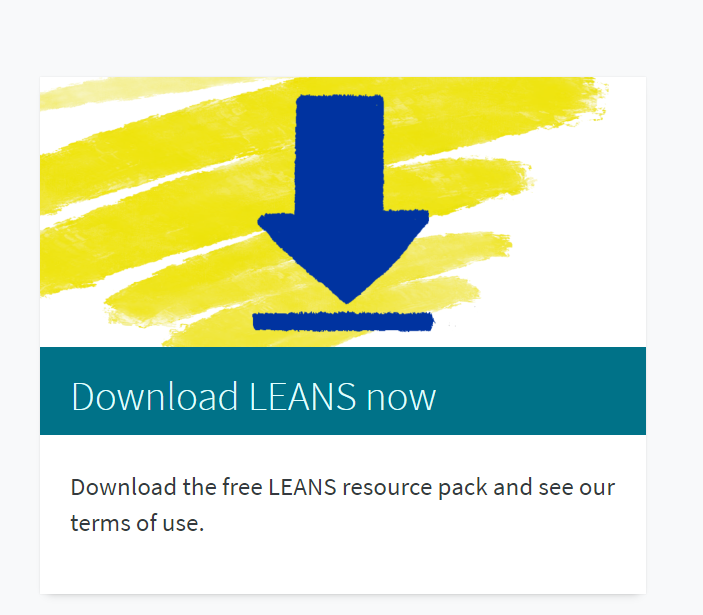 Download LEANS now
Download the free LEANS resource pack and see our
terms of use.